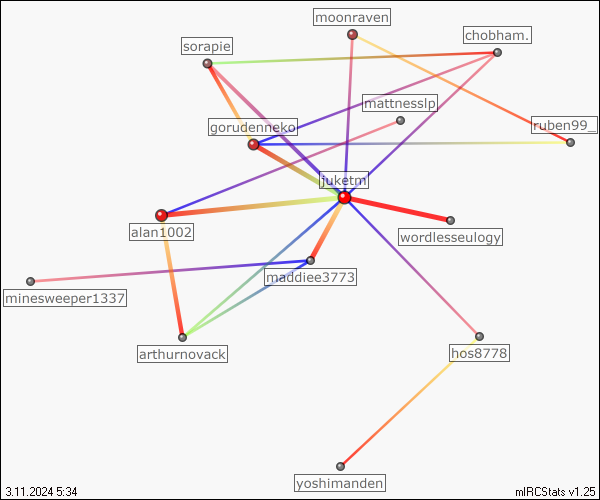 moonraven
chobham.
sorapie
mattnesslp
ruben99_
gorudenneko
juketm
alan1002
wordlesseulogy
maddiee3773
minesweeper1337
arthurnovack
hos8778
yoshimanden
3.11.2024 5:34
mIRCStats v1.25